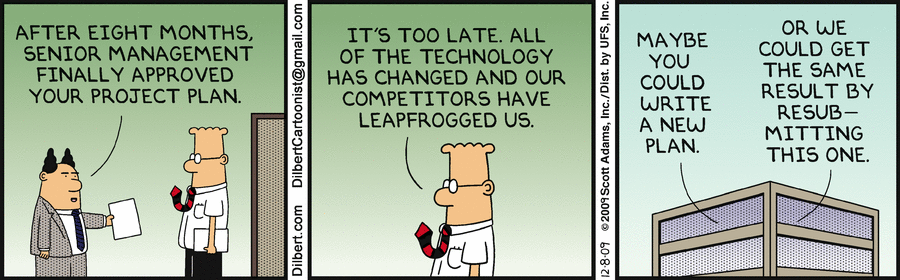 AFTER EIGHT MONTHS,
SENIOR MANAGEMENT
FINALLY APPROVED
YOUR PROJECT PLAN.
Dilbert.com DilbertCartoonist@gmail.com
IT'S TOO LATE. ALL
OF THE TECHNOLOGY
HAS CHANGED AND OUR
COMPETITORS HAVE
LEAPFROGGED US.
12-8-09 ©2009 Scott Adams, Inc./Dist. by UFS, Inc.
MAYBE
YOU
COULD
WRITE
A NEW
PLAN.
OR WE
COULD GET
THE SAME
RESULT BY
RESUB-
MITTING
THIS ONE.